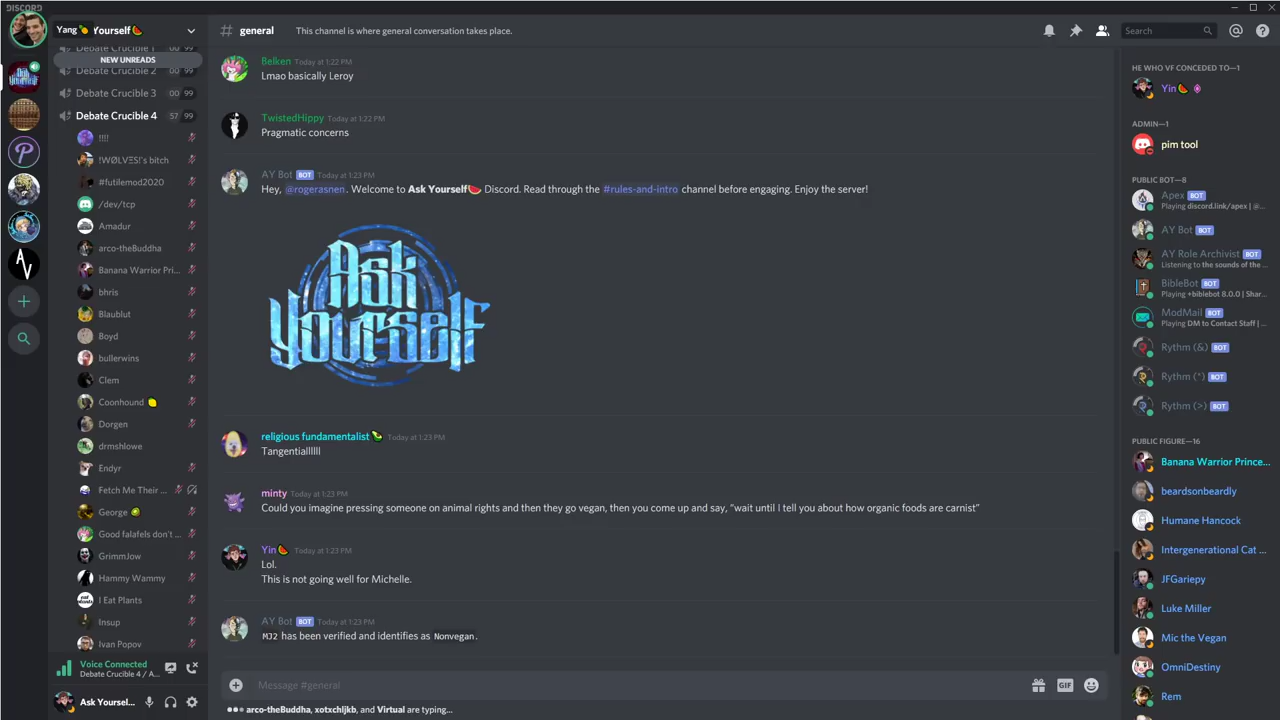 DISCORD
Yang
Yourself
Debate Crucible 1 00 99
NEW UNREADS
Debate Crucible 2 00 99
Debate Crucible 3 00 99
Debate Crucible 4 57 99
!!!!
!WØLVΞS!'s bitch
#futilemod2020
/dev/tcp
Amadur
arco-theBuddha
Banana Warrior Pri...
bhris
Blaublut
Boyd
bullerwins
Clem
Coonhound
Dorgen
drmshlowe
Endyr
Fetch Me Their ...
George
Good falafels don't ...
GrimmJow
Hammy Wammy
I Eat Plants
Insup
Ivan Popov
Voice Connected
Debate Crucible 4 / A...
Ask Yoursel...
# general This channel is where general conversation takes place.
Search
Belken Today at 1:22 PM
Lmao basically Leroy
TwistedHippy Today at 1:22 PM
Pragmatic concerns
AY Bot BOT Today at 1:23 PM
Hey, @rogerasnen. Welcome to Ask Yourself🍉 Discord. Read through the #rules-and-intro channel before engaging. Enjoy the server!
Ask
Yourself
religious fundamentalist Today at 1:23 PM
Tangentiallllll
minty Today at 1:23 PM
Could you imagine pressing someone on animal rights and then they go vegan, then you come up and say, "wait until I tell you about how organic foods are carnist"
Yin🍉 Today at 1:23 PM
Lol.
This is not going well for Michelle.
AY Bot BOT Today at 1:23 PM
MJ2 has been verified and identifies as Nonvegan.
Message #general
GIF
arco-theBuddha, xotxchljkb, and Virtual are typing...
HE WHO VF CONCEDED TO—1
Yin🍉
ADMIN—1
pim tool
PUBLIC BOT—8
Apex BOT
Playing discord.link/apex | @...
AY Bot BOT
AY Role Archivist BOT
Listening to the sounds of the ...
BibleBot BOT
Playing +biblebot 8.0.0 | Shar...
ModMail BOT
Playing DM to Contact Staff | ...
Rythm (&) BOT
Rythm (*) BOT
Rythm (>) BOT
PUBLIC FIGURE—16
Banana Warrior Prince...
beardsonbeardly
Humane Hancock
Intergenerational Cat ...
JFGariepy
Luke Miller
Mic the Vegan
OmniDestiny
Rem